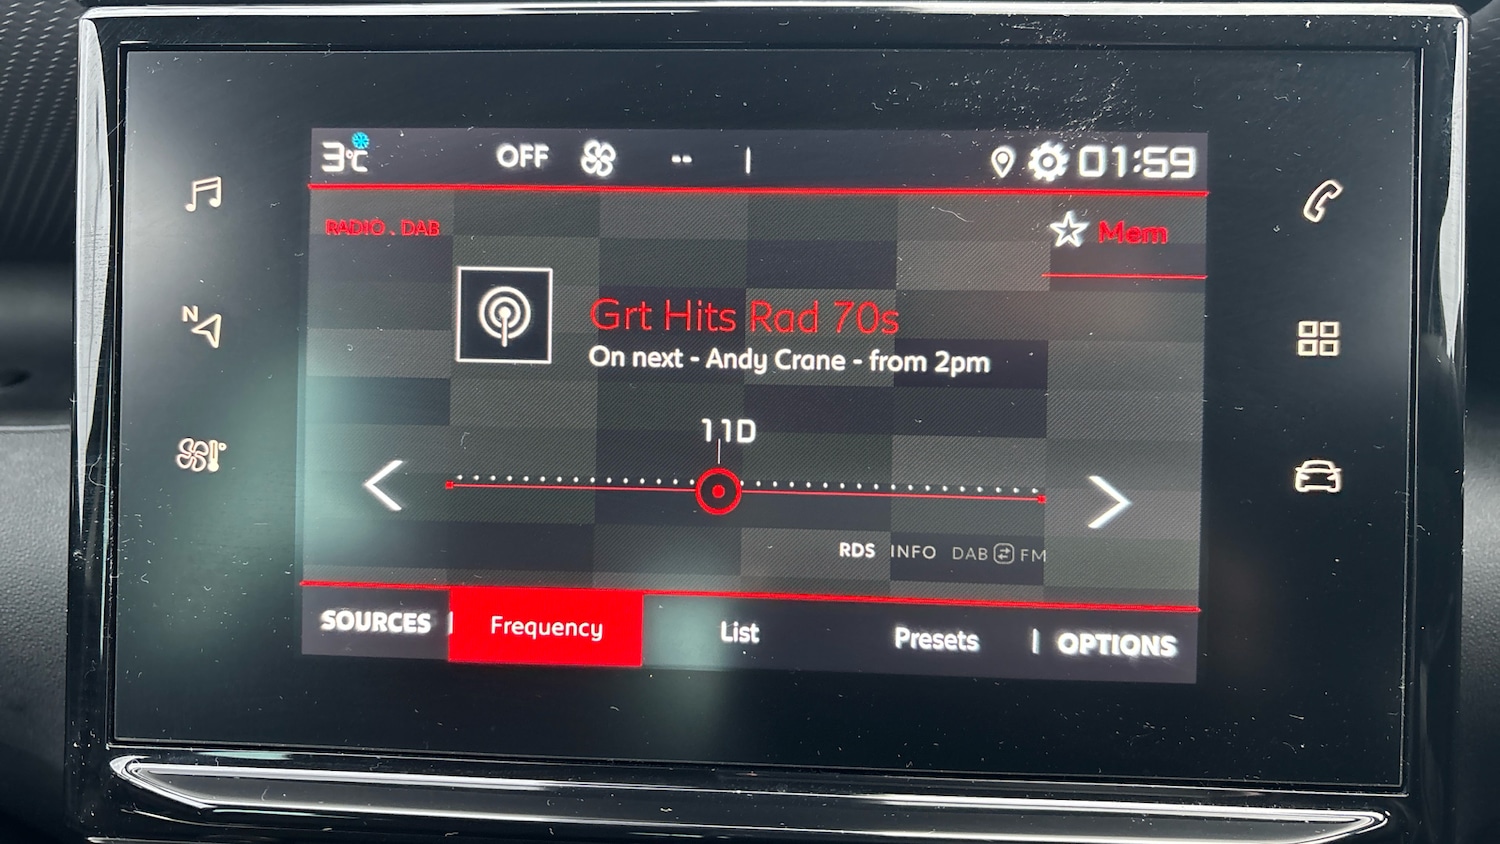 3°C OFF -- | 01:59
RADIO . DAB
Mem
Grt Hits Rad 70s
On next - Andy Crane - from 2pm
11D
N
RDS INFO DAB FM
SOURCES | Frequency List Presets | OPTIONS